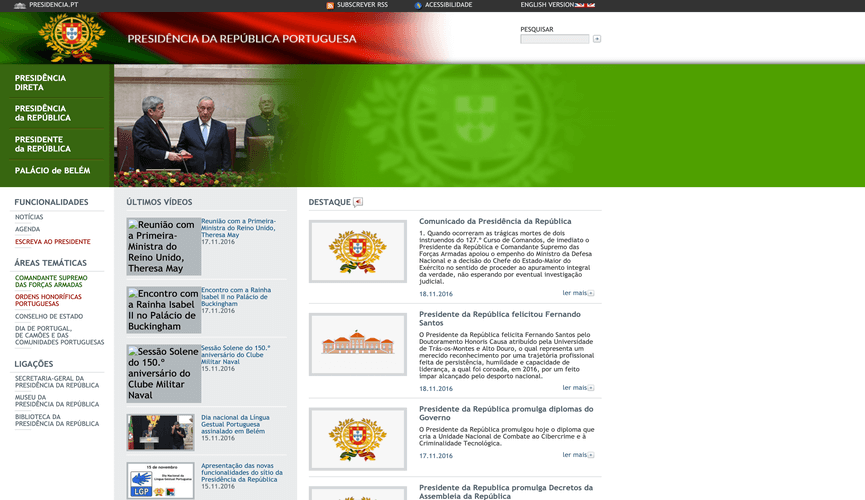 PRESIDENCIA.PT
SUBSCREVER RSS
ACESSIBILIDADE
ENGLISH VERSION
PRESIDÊNCIA DA REPÚBLICA PORTUGUESA
PESQUISAR
PRESIDÊNCIA
DIRETA
PRESIDÊNCIA
da REPÚBLICA
PRESIDENTE
da REPÚBLICA
PALÁCIO de BELÉM
FUNCIONALIDADES
NOTÍCIAS
AGENDA
ESCREVA AO PRESIDENTE
ÁREAS TEMÁTICAS
COMANDANTE SUPREMO
DAS FORÇAS ARMADAS
ORDENS HONORÍFICAS
PORTUGUESAS
CONSELHO DE ESTADO
DIA DE PORTUGAL,
DE CAMÕES E DAS
COMUNIDADES PORTUGUESAS
LIGAÇÕES
SECRETARIA-GERAL DA
PRESIDÊNCIA DA REPÚBLICA
MUSEU DA
PRESIDÊNCIA DA REPÚBLICA
BIBLIOTECA DA
PRESIDÊNCIA DA REPÚBLICA
ÚLTIMOS VÍDEOS
Reunião com
a Primeira-
Ministra do
Reino Unido,
Theresa May
Reunião com a Primeira-
Ministra do Reino Unido,
Theresa May
17.11.2016
Encontro com
a Rainha Isabel
II no Palácio de
Buckingham
Encontro com a Rainha
Isabel II no Palácio de
Buckingham
17.11.2016
Sessão Solene
do 150.º
aniversário do
Clube Militar
Naval
Sessão Solene do 150.º
aniversário do Clube
Militar Naval
15.11.2016
Dia nacional da Língua
Gestual Portuguesa
assinalado em Belém
15.11.2016
15 de novembro
LGP
Apresentação das novas
funcionalidades do sítio da
Presidência da República
15.11.2016
DESTAQUE
Comunicado da Presidência da República
1. Quando ocorreram as trágicas mortes de dois
instruendos do 127.º Curso de Comandos, de imediato o
Presidente da República e Comandante Supremo das
Forças Armadas apoiou o empenho do Ministro da Defesa
Nacional e a decisão do Chefe do Estado-Maior do
Exército no sentido de proceder ao apuramento integral
da verdade, não esperando por eventual investigação
judicial.
18.11.2016
ler mais
Presidente da República felicitou Fernando
Santos
O Presidente da República felicita Fernando Santos pelo
Doutoramento Honoris Causa atribuído pela Universidade
de Trás-os-Montes e Alto Douro, o qual representa um
merecido reconhecimento por uma trajetória profissional
feita de persistência, humildade e capacidade de
liderança, a qual foi coroada, em 2016, por um feito
ímpar alcançado pelo desporto nacional.
18.11.2016
ler mais
Presidente da República promulga diplomas do
Governo
O Presidente da República promulgou hoje o diploma que
cria a Unidade Nacional de Combate ao Cibercrime e à
Criminalidade Tecnológica.
17.11.2016
ler mais
Presidente da Republica promulga Decretos da
Assembleia da República